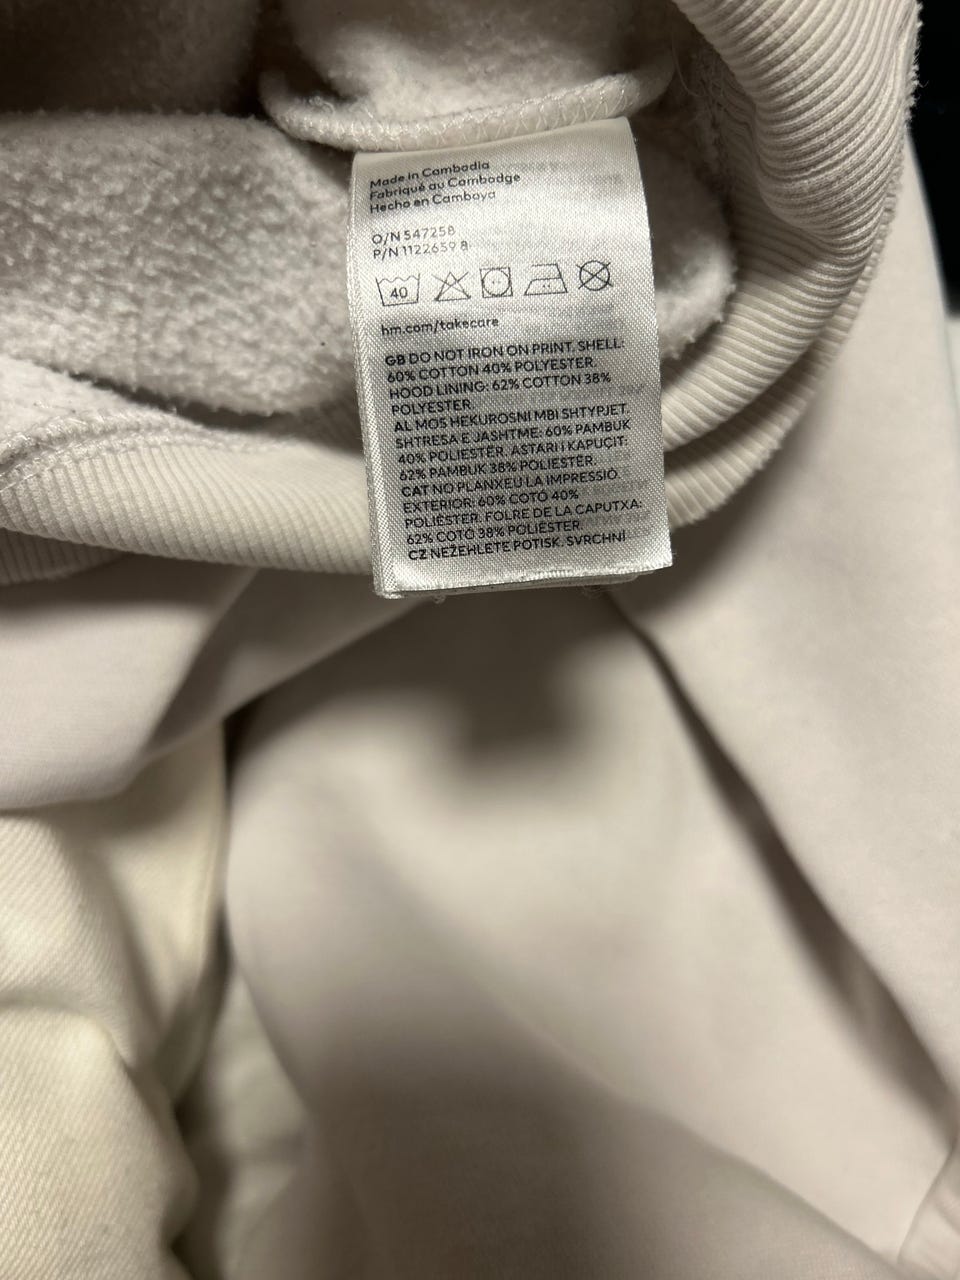 Made in Cambodia
Fabriqué au Cambodge
Hecho en Camboya
O/N 547258
P/N 1122659 8
40
hm.com/takecare
GB DO NOT IRON ON PRINT. SHELL:
60% COTTON 40% POLYESTER.
HOOD LINING: 62% COTTON 38%
POLYESTER
AL MOS HEKUROSNI MBI SHTYPJET.
SHTRESA E JASHTME: 60% PAMBUK
40% POLIESTËR. ASTARI I KAPUÇIT:
62% PAMBUK 38% POLIESTËR.
CAT NO PLANXEU LA IMPRESSIÓ.
EXTERIOR: 60% COTÓ 40%
POLIÈSTER. FOLRE DE LA CAPUTXA:
62% COTÓ 38% POLIÈSTER
CZ NEŽEHLETE POTISK. SVRCHNÍ